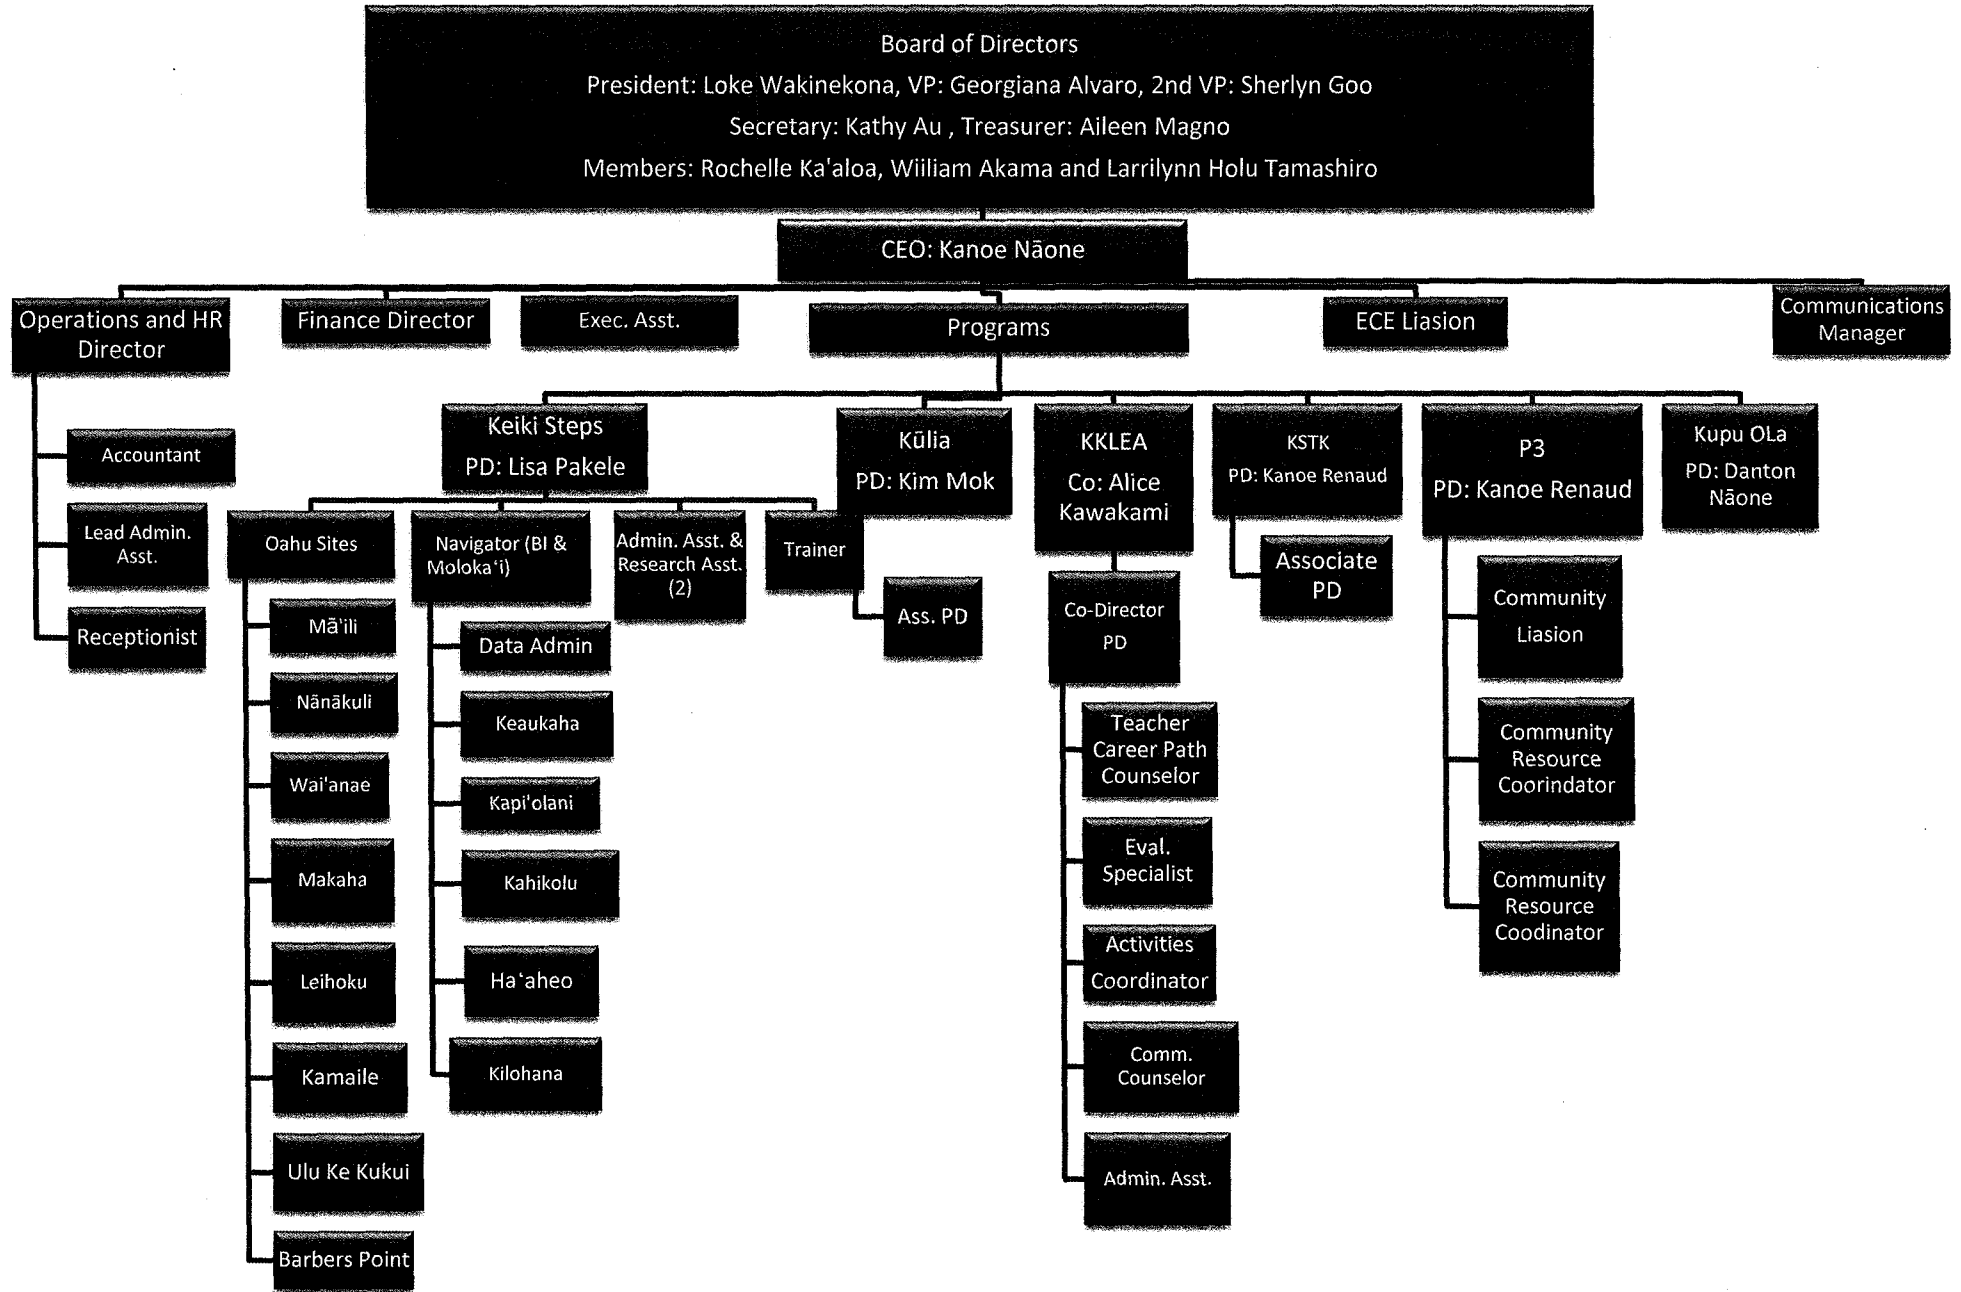 Board of Directors
President: Loke Wakinekona, VP: Georgiana Alvaro, 2nd VP: Sherlyn Goo
Secretary: Kathy Au , Treasurer: Aileen Magno
Members: Rochelle Ka'aloa, Wiiliam Akama and Larrilynn Holu Tamashiro
CEO: Kanoe Nāone
Operations and HR
Director
Finance Director
Exec. Asst.
Programs
ECE Liasion
Communications
Manager
Accountant
Lead Admin.
Asst.
Receptionist
Keiki Steps
PD: Lisa Pakele
Kūlia
PD: Kim Mok
KKLEA
Co: Alice
Kawakami
KSTK
PD: Kanoe Renaud
P3
PD: Kanoe Renaud
Kupu OLa
PD: Danton
Nāone
Oahu Sites
Navigator (BI &
Moloka‘i)
Admin. Asst. &
Research Asst.
(2)
Trainer
Mā'ili
Nānākuli
Wai'anae
Makaha
Leihoku
Kamaile
Ulu Ke Kukui
Barbers Point
Data Admin
Keaukaha
Kapi'olani
Kahikolu
Ha‘aheo
Kilohana
Ass. PD
Co-Director
PD
Teacher
Career Path
Counselor
Eval.
Specialist
Activities
Coordinator
Comm.
Counselor
Admin. Asst.
Associate
PD
Community
Liasion
Community
Resource
Coorindator
Community
Resource
Coodinator